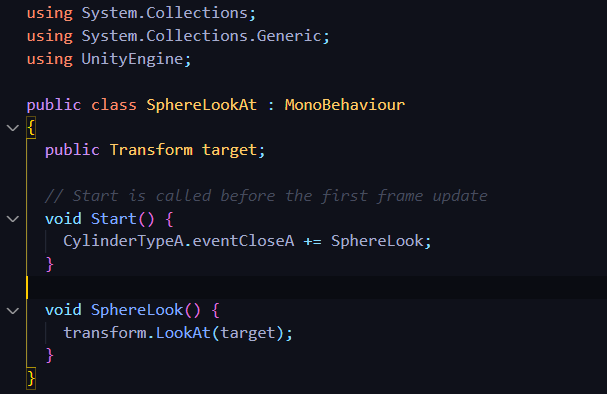 using System.Collections;
using System.Collections.Generic;
using UnityEngine;
public class SphereLookAt : MonoBehaviour
{
public Transform target;
// Start is called before the first frame update
void Start() {
CylinderTypeA.eventCloseA += SphereLook;
}
void SphereLook() {
transform.LookAt(target);
}
}